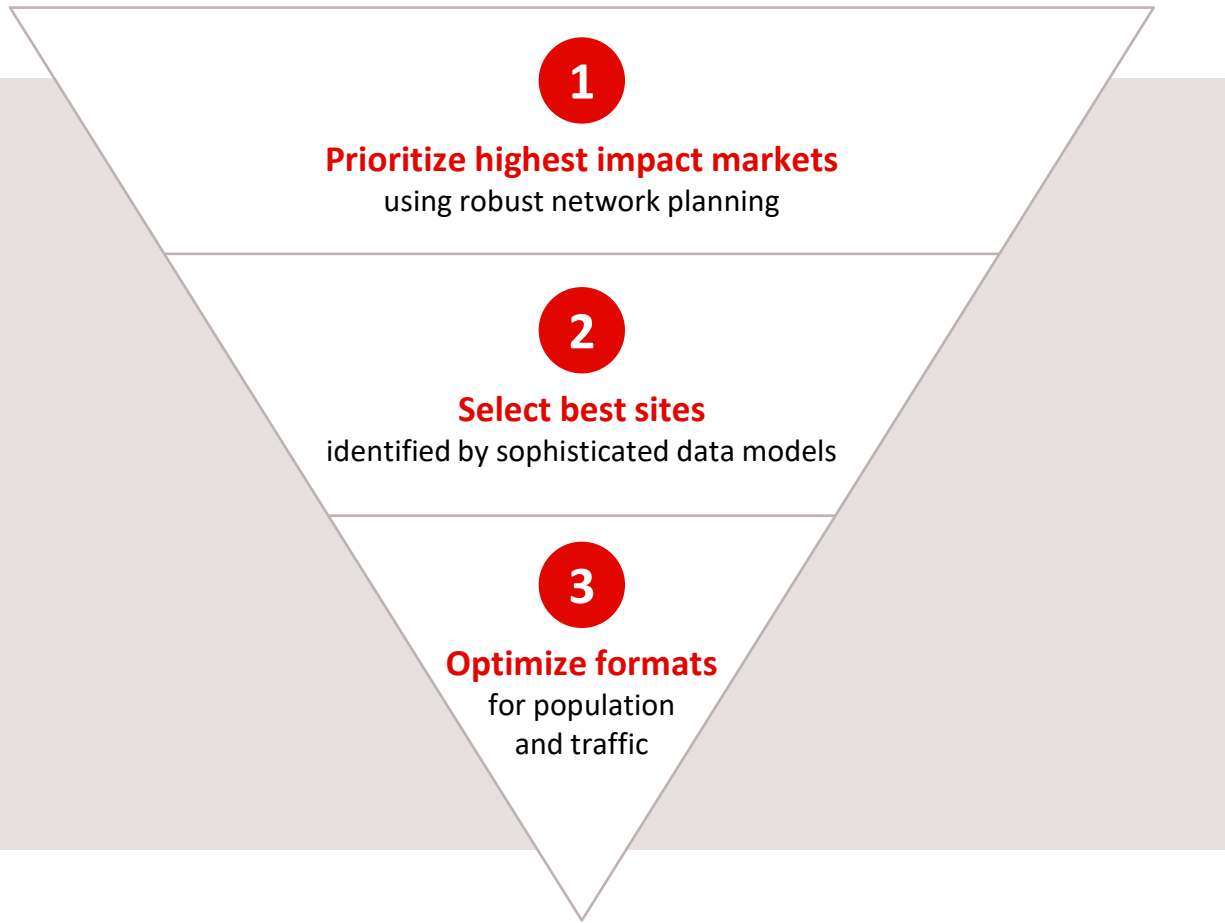 1
Prioritize highest impact markets
using robust network planning
2
Select best sites
identified by sophisticated data models
3
Optimize formats
for population
and traffic